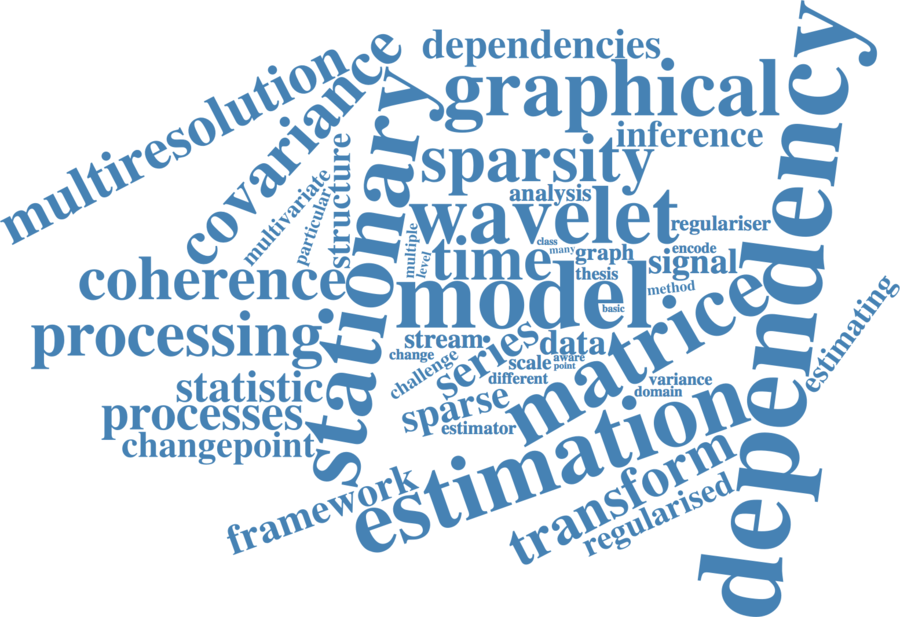 dependencies
graphical
inference
multiresolution
covariance
stationary
dependency
sparsity
analysis
multivariate
particular
structure
wavelet
regulariser
multiple
level
class
many
graph
encode
coherence
time
thesis
signal
model
basic
method
matrice
processing
stream
series
data
change
challenge
scale
aware
point
different
estimating
statistic
sparse
variance
domain
processes
estimator
changepoint
estimation
framework
transform
regularised